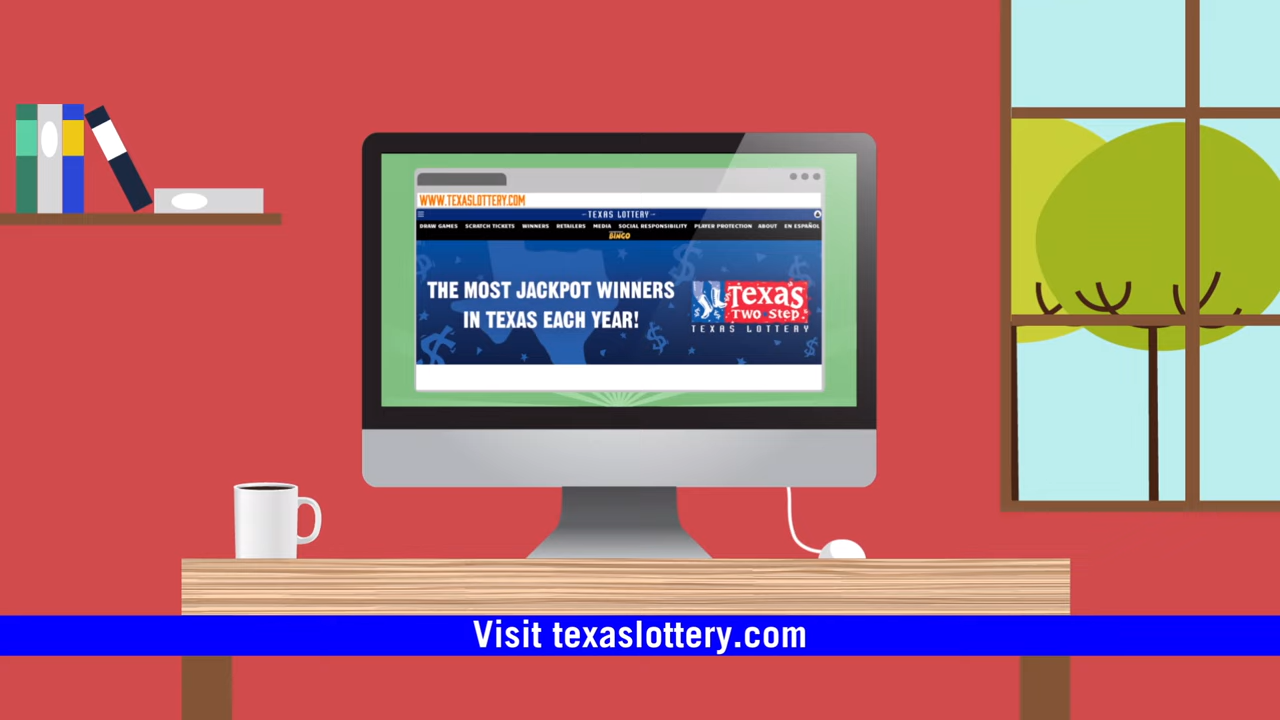 WWW.TEXASLOTTERY.COM
TEXAS LOTTERY
DRAW GAMES SCRATCH TICKETS WINNERS RETAILERS MEDIA SOCIAL RESPONSIBILITY PLAYER PROTECTION ABOUT EN ESPAÑOL
BINGO
THE MOST JACKPOT WINNERS
IN TEXAS EACH YEAR!
Texas
TWO STEP
TEXAS LOTTERY
Visit texaslottery.com